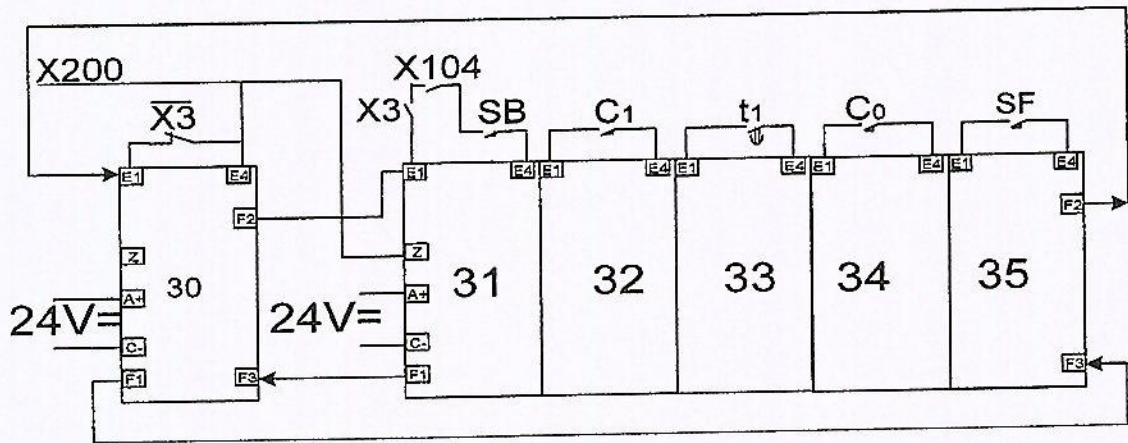 X200
X̅3̅
X3
X104
SB
C1
t1
C0
SF
E1 E4 E1 E4 E1 E4 E1 E4 E1 E4 E1 E4
F2 F2
Z Z
30 31 32 33 34 35
A+ A+
24V= 24V=
C- C-
F1 F3 F1 F3